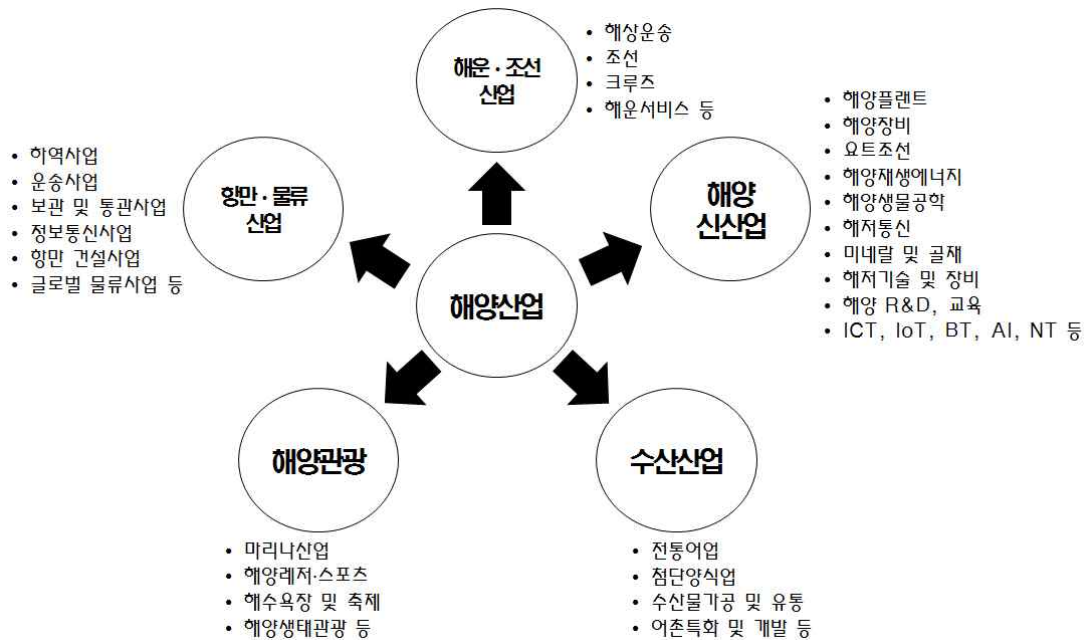 해운·조선
산업
• 해상운송
• 조선
• 크루즈
• 해운서비스 등
항만·물류
산업
• 하역사업
• 운송사업
• 보관 및 통관사업
• 정보통신사업
• 항만 건설사업
• 글로벌 물류사업 등
해양
신산업
• 해양플랜트
• 해양장비
• 요트조선
• 해양재생에너지
• 해양생물공학
• 해저통신
• 미네랄 및 골재
• 해저기술 및 장비
• 해양 R&D, 교육
• ICT, IoT, BT, AI, NT 등
해양산업
해양관광
• 마리나산업
• 해양레저·스포츠
• 해수욕장 및 축제
• 해양생태관광 등
수산산업
• 전통어업
• 첨단양식업
• 수산물가공 및 유통
• 어촌특화 및 개발 등